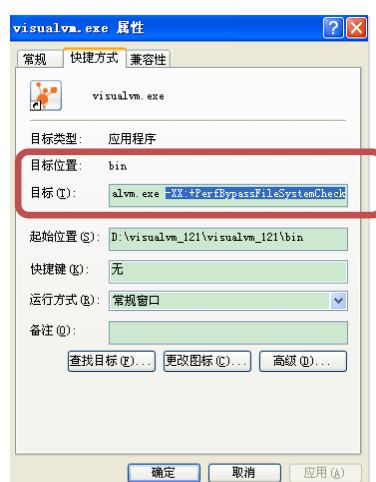 visualvm.exe 属性
常规 快捷方式 兼容性
visualvm.exe
目标类型: 应用程序
目标位置: bin
目标(T): alvm.exe -XX:+PerfBypassFileSystemCheck
起始位置(S): D:\visualvm_121\visualvm_121\bin
快捷键(K): 无
运行方式(R): 常规窗口
备注(O):
查找目标(F)... 更改图标(C)... 高级(D)...
确定 取消 应用(A)